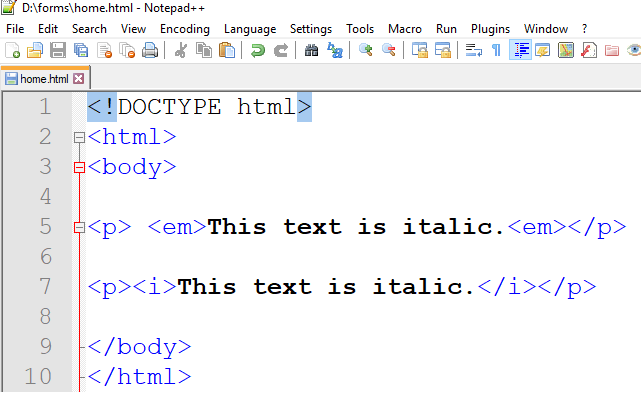 D:\forms\home.html - Notepad++
File Edit Search View Encoding Language Settings Tools Macro Run Plugins Window ?
home.html
1 <!DOCTYPE html>
2 <html>
3 <body>
4
5 <p> <em>This text is italic.<em></p>
6
7 <p><i>This text is italic.</i></p>
8
9 </body>
10 </html>